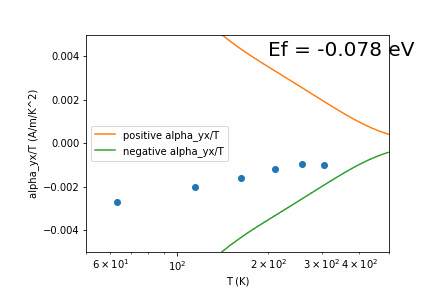 Ef = -0.078 eV
0.004
0.002
0.000
−0.002
−0.004
alpha_yx/T (A/m/K^2)
positive alpha_yx/T
negative alpha_yx/T
6 × 10¹ 10² 2 × 10² 3 × 10² 4 × 10²
T (K)